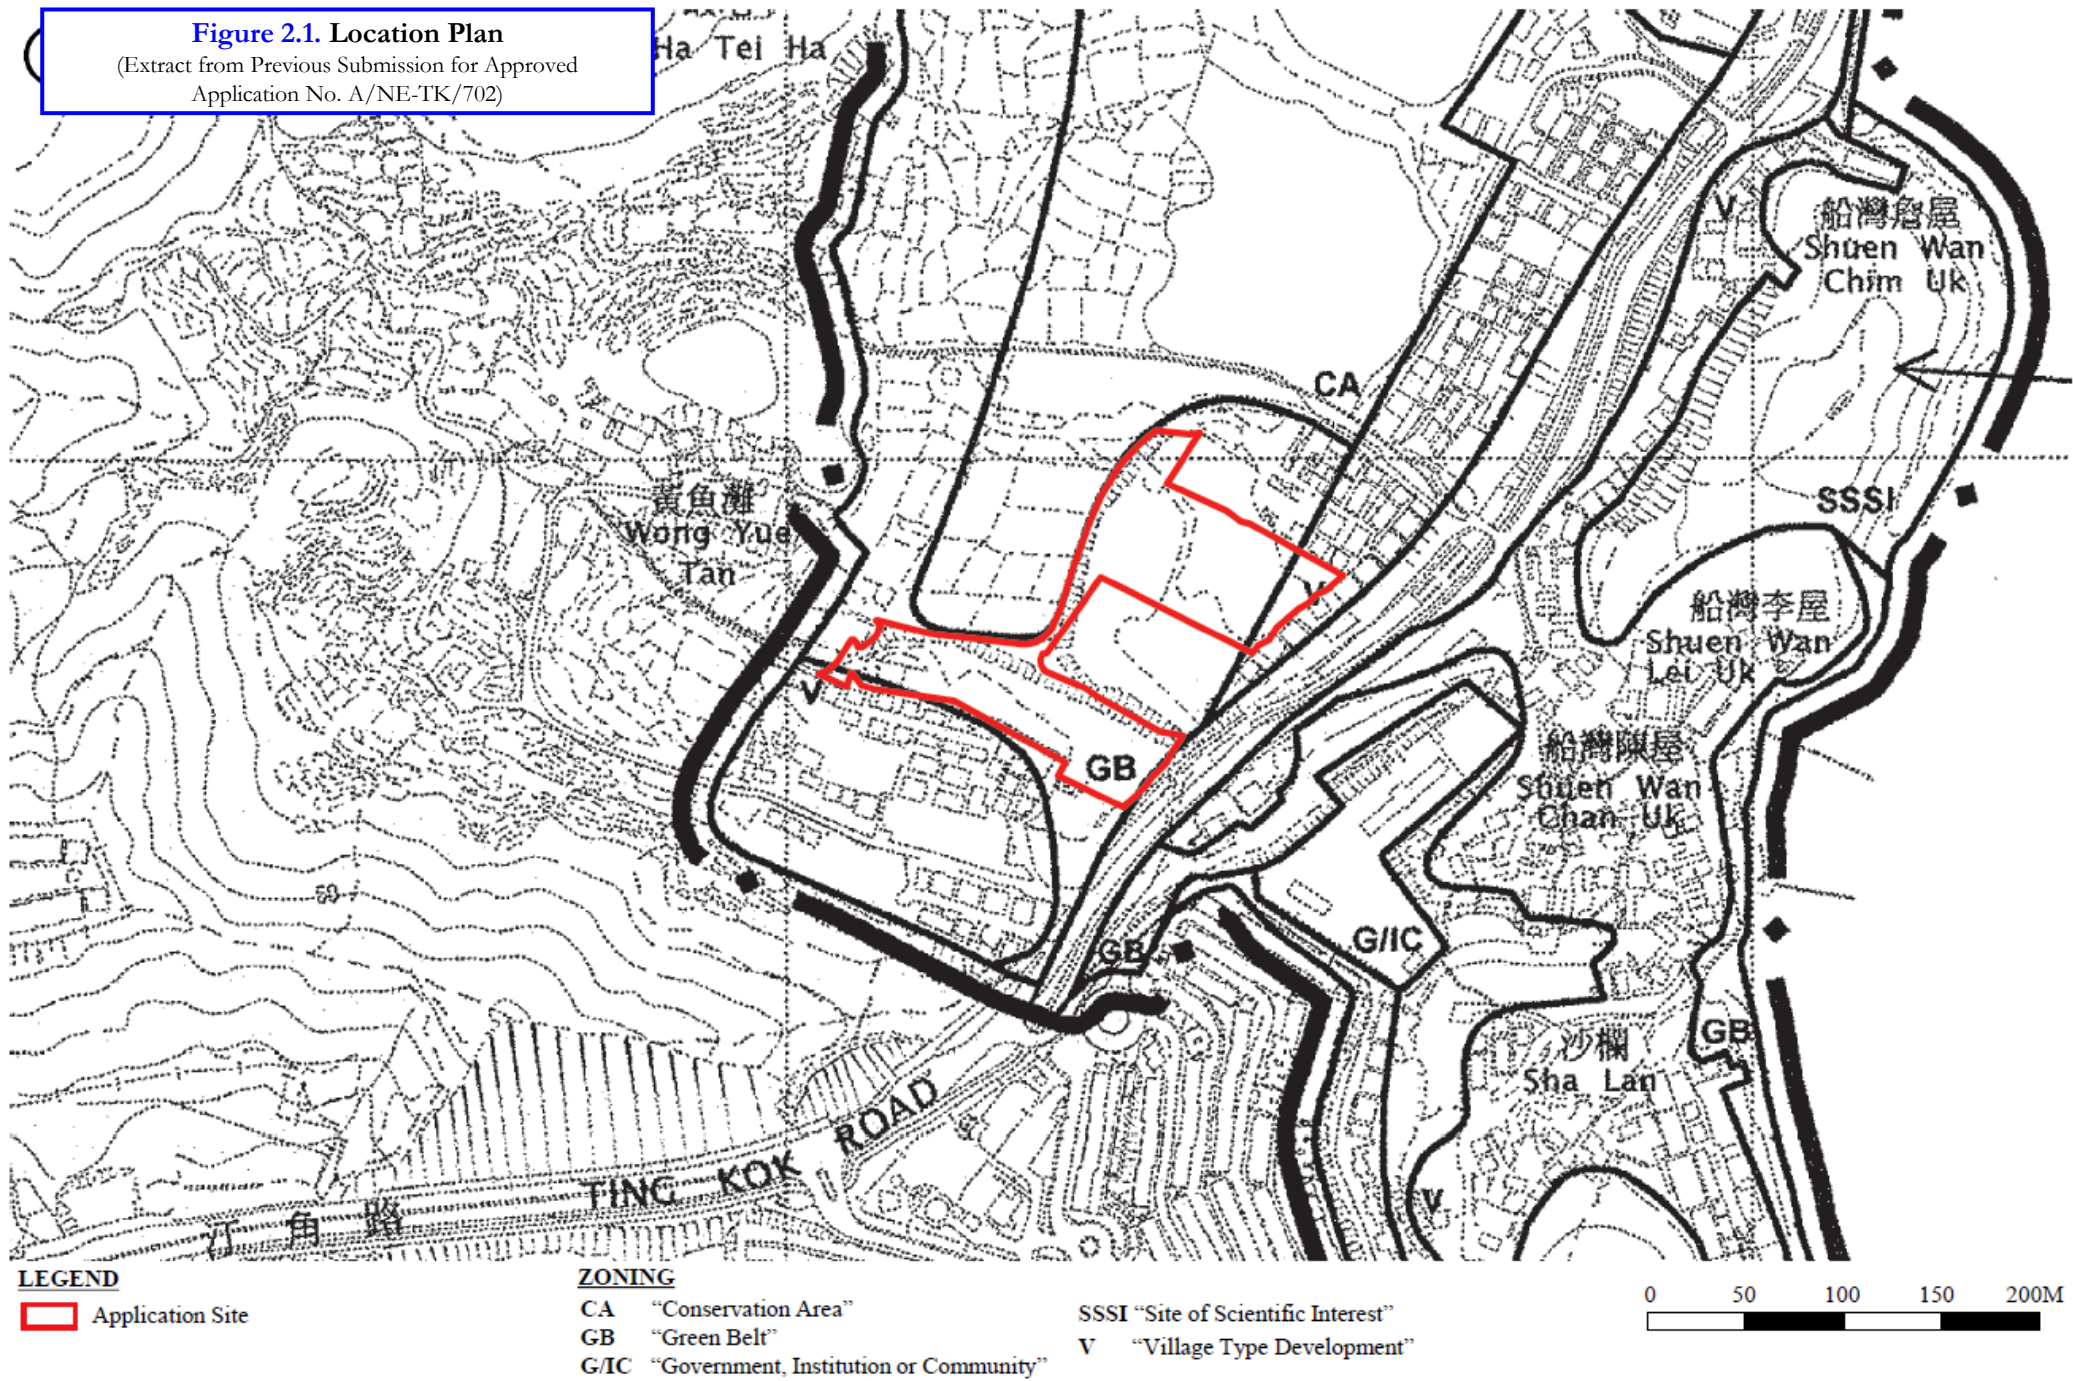 Figure 2.1. Location Plan
(Extract from Previous Submission for Approved
Application No. A/NE-TK/702)
Ha Tei Ha
船灣詹屋
Shuen Wan
Chim Uk
V
CA
黃魚灘
Wong Yue
Tan
SSSI
V
船灣李屋
Shuen Wan
Lei Uk
V
GB
船灣陳屋
Shuen Wan
Chan Uk
G/IC
GB
GB
沙欄
Sha Lan
汀角路
TING KOK ROAD
V
LEGEND
Application Site
ZONING
CA "Conservation Area"
GB "Green Belt"
G/IC "Government, Institution or Community"
SSSI "Site of Scientific Interest"
V "Village Type Development"
0 50 100 150 200M